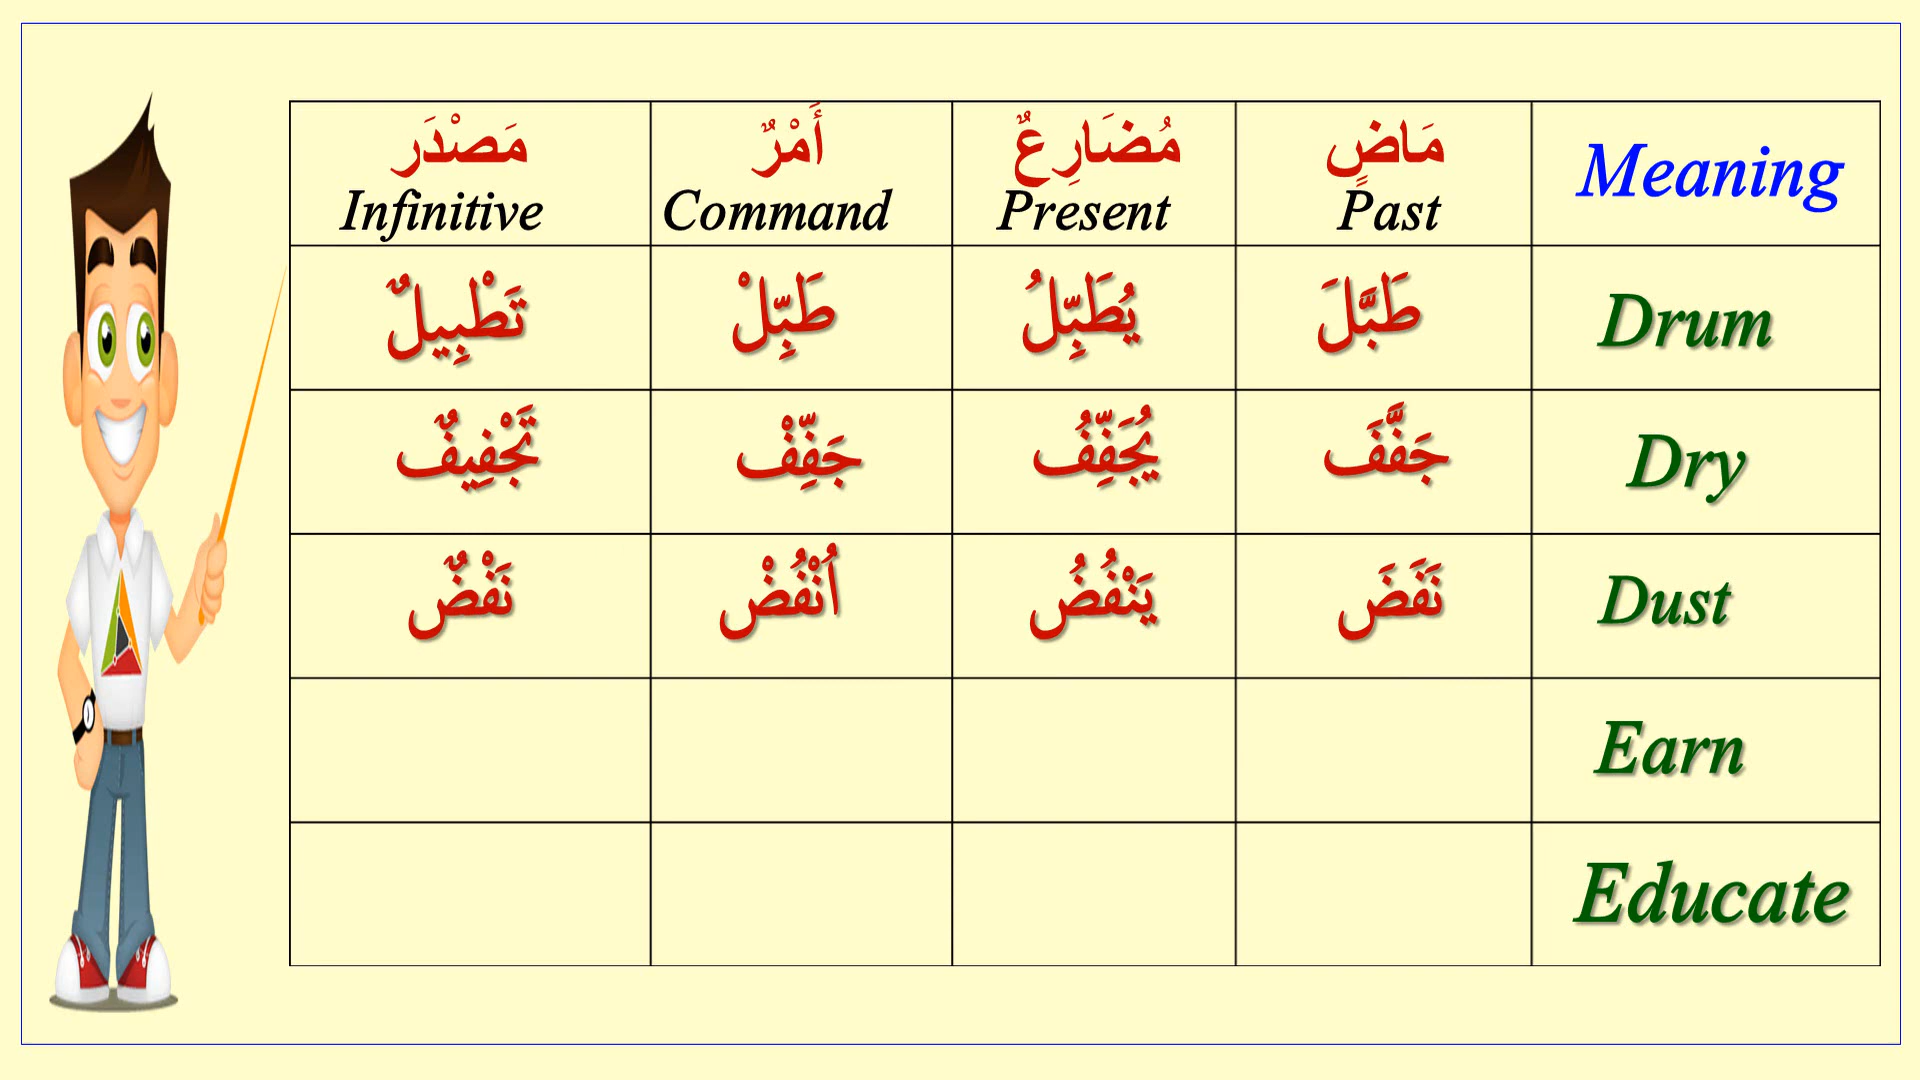 مَصْدَر أَمْرٌ مُضَارِعٌ مَاضٍ Meaning
Infinitive Command Present Past
تَطْبِيلٌ طَبِّلْ يُطَبِّلُ طَبَّلَ Drum
تَجْفِيفٌ جَفِّفْ يُجَفِّفُ جَفَّفَ Dry
نَفْضٌ اُنْفُضْ يَنْفُضُ نَفَضَ Dust
Earn
Educate